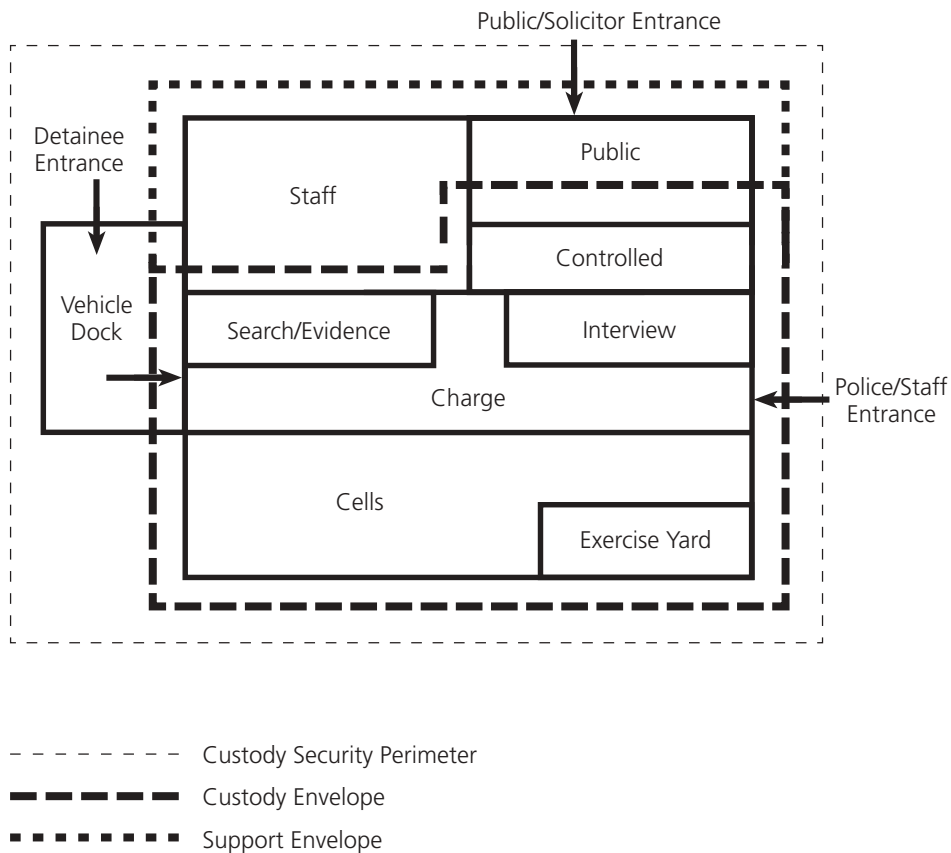 Public/Solicitor Entrance
Detainee
Entrance
Public
Staff
Controlled
Vehicle
Dock
Search/Evidence
Interview
Charge
Police/Staff
Entrance
Cells
Exercise Yard
Custody Security Perimeter
Custody Envelope
Support Envelope